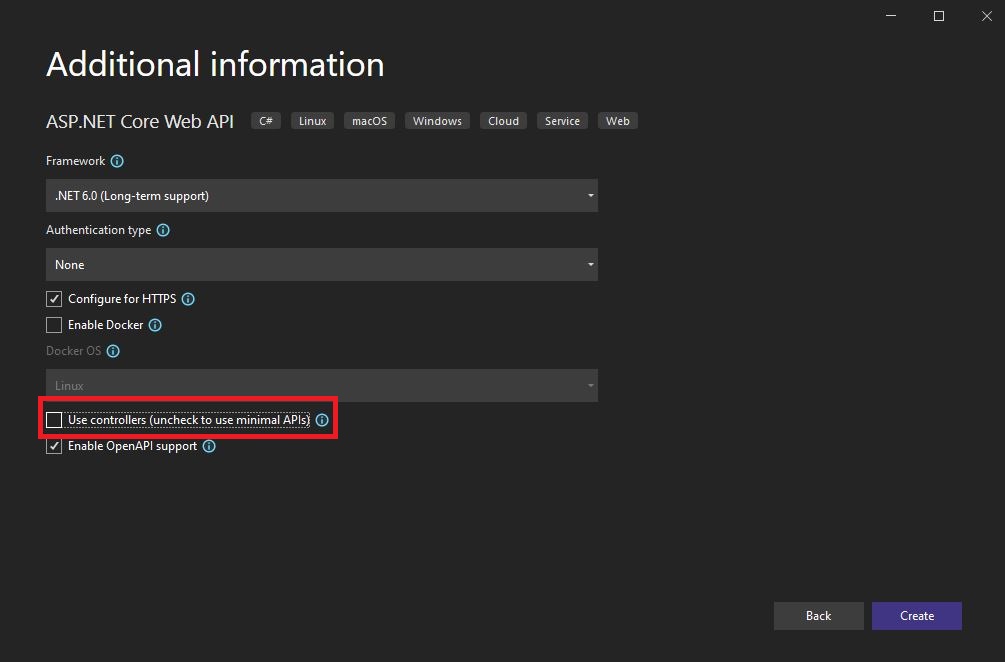 Additional information
ASP.NET Core Web API C# Linux macOS Windows Cloud Service Web
Framework
.NET 6.0 (Long-term support)
Authentication type
None
Configure for HTTPS
Enable Docker
Docker OS
Linux
Use controllers (uncheck to use minimal APIs)
Enable OpenAPI support
Back Create